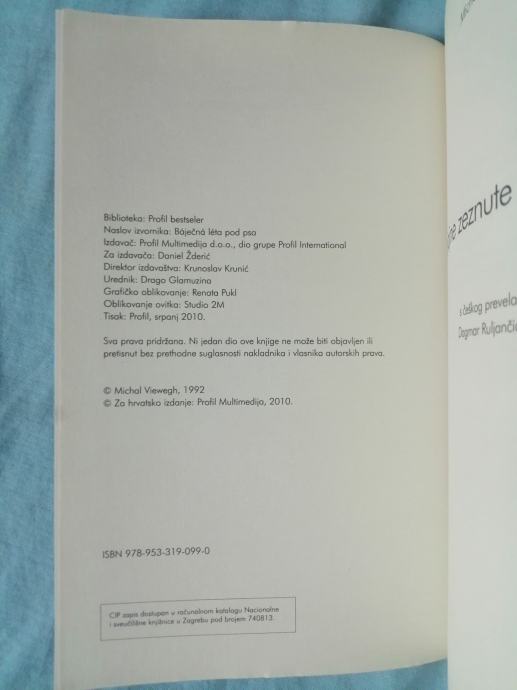 Biblioteka: Profil bestseler
Naslov izvornika: Báječná léta pod psa
Izdavač: Profil Multimedija d.o.o., dio grupe Profil International
Za izdavača: Daniel Žderić
Direktor izdavaštva: Krunoslav Krunić
Urednik: Drago Glamuzina
Grafičko oblikovanje: Renata Pukl
Oblikovanje ovitka: Studio 2M
Tisak: Profil, srpanj 2010.
Sva prava pridržana. Ni jedan dio ove knjige ne može biti objavljen ili
pretisnut bez prethodne suglasnosti nakladnika i vlasnika autorskih prava.
© Michal Viewegh, 1992
© Za hrvatsko izdanje: Profil Multimedija, 2010.
ISBN 978-953-319-099-0
CIP zapis dostupan u računalnom katalogu Nacionalne
i sveučilišne knjižnice u Zagrebu pod brojem 740813.
zeznute
s češkog prevela
Dagmar Ruljančić